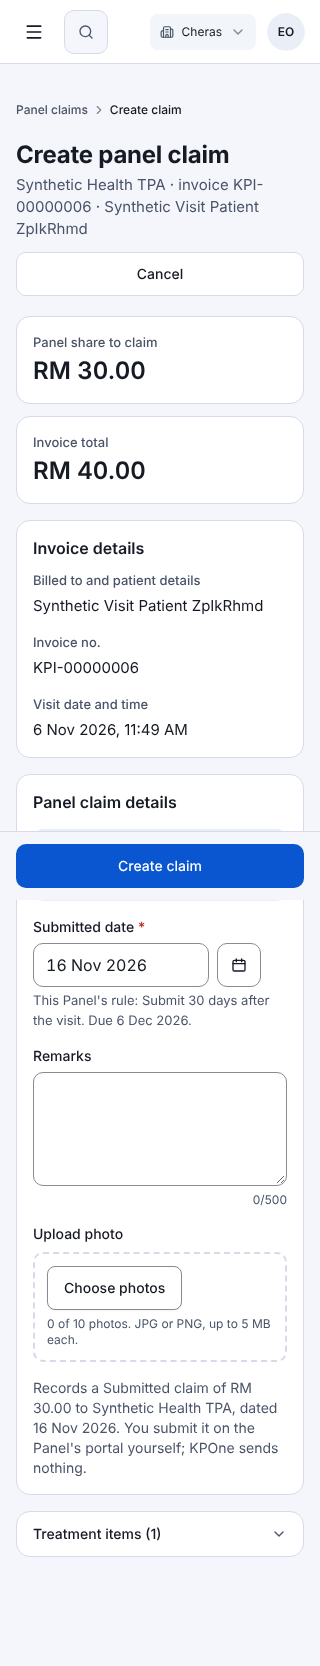 Cheras
EO
Panel claims > Create claim
Create panel claim
Synthetic Health TPA · invoice KPI-
00000006 · Synthetic Visit Patient
ZpIkRhmd
Cancel
Panel share to claim
RM 30.00
Invoice total
RM 40.00
Invoice details
Billed to and patient details
Synthetic Visit Patient ZpIkRhmd
Invoice no.
KPI-00000006
Visit date and time
6 Nov 2026, 11:49 AM
Panel claim details
Create claim
Submitted date *
16 Nov 2026
This Panel's rule: Submit 30 days after
the visit. Due 6 Dec 2026.
Remarks
0/500
Upload photo
Choose photos
0 of 10 photos. JPG or PNG, up to 5 MB
each.
Records a Submitted claim of RM
30.00 to Synthetic Health TPA, dated
16 Nov 2026. You submit it on the
Panel's portal yourself; KPOne sends
nothing.
Treatment items (1)